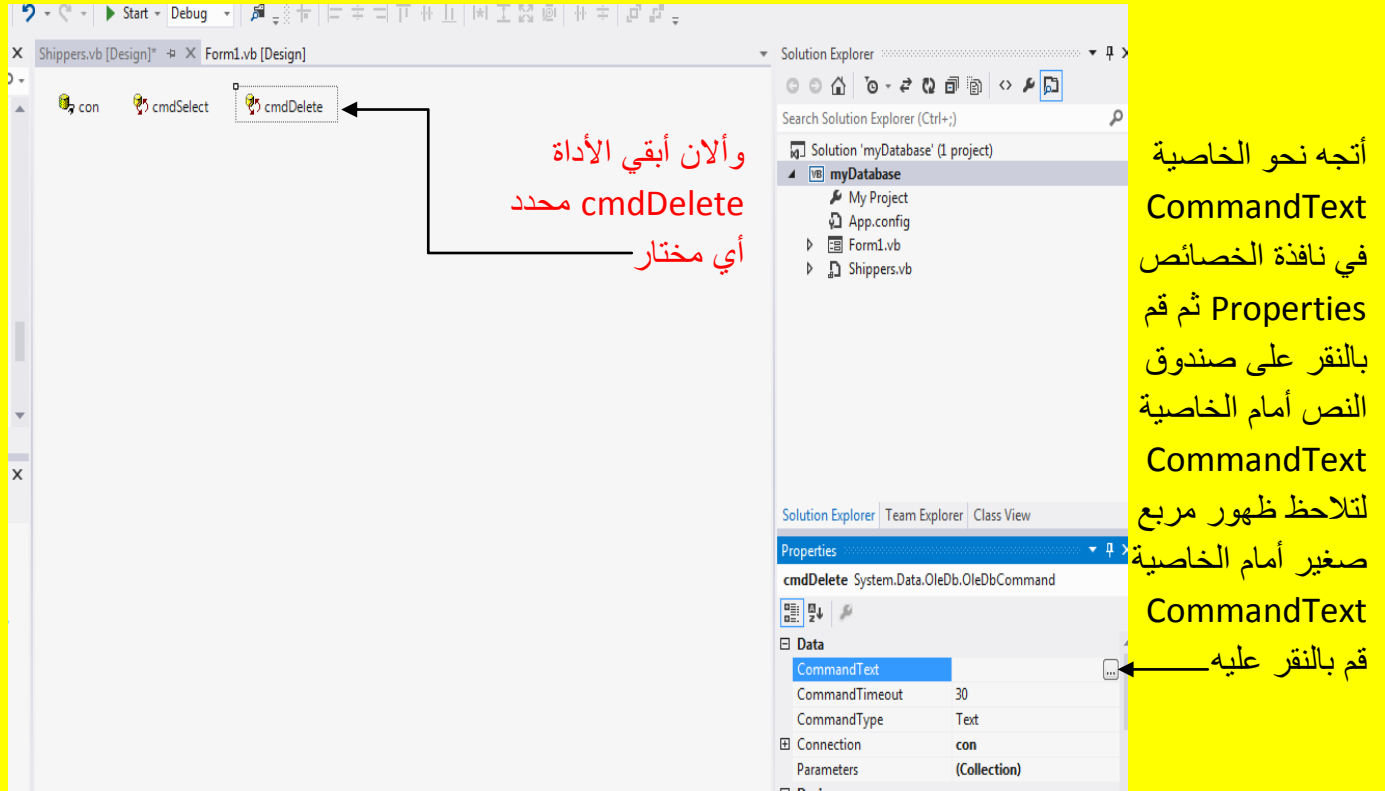 Start Debug
Shippers.vb [Design]* Form1.vb [Design]
con cmdSelect cmdDelete
وألان أبقي الأداة
cmdDelete محدد
أي مختار
Solution Explorer
Search Solution Explorer (Ctrl+;)
Solution 'myDatabase' (1 project)
myDatabase
My Project
App.config
Form1.vb
Shippers.vb
Solution Explorer Team Explorer Class View
Properties
cmdDelete System.Data.OleDb.OleDbCommand
Data
CommandText ...
CommandTimeout 30
CommandType Text
Connection con
Parameters (Collection)
أتجه نحو الخاصية
CommandText
في نافذة الخصائص
Properties ثم قم
بالنقر على صندوق
النص أمام الخاصية
CommandText
لتلاحظ ظهور مربع
صغير أمام الخاصية
CommandText
قم بالنقر عليه